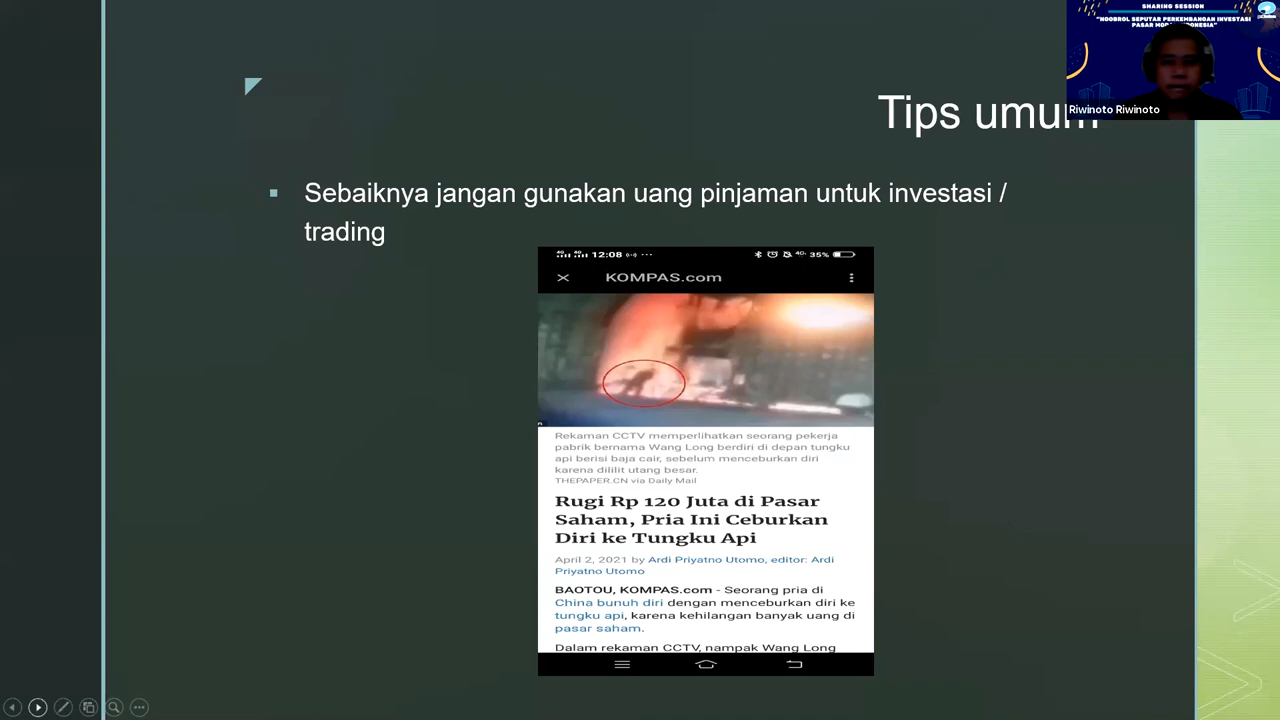 SHARING SESSION
"NGOBROL SEPUTAR PERKEMBANGAN INVESTASI
PASAR
Riwinoto Riwinoto
Tips umum
Sebaiknya jangan gunakan uang pinjaman untuk investasi /
trading
12:08 35%
KOMPAS.com
Rekaman CCTV memperlihatkan seorang pekerja
pabrik bernama Wang Long berdiri di depan tungku
api berisi baja cair, sebelum menceburkan diri
karena dililit utang besar.
THEPAPER.CN via Daily Mail
Rugi Rp 120 Juta di Pasar
Saham, Pria Ini Ceburkan
Diri ke Tungku Api
April 2, 2021 by Ardi Priyatno Utomo, editor: Ardi
Priyatno Utomo
BAOTOU, KOMPAS.com - Seorang pria di
China bunuh diri dengan menceburkan diri ke
tungku api, karena kehilangan banyak uang di
pasar saham.
Dalam rekaman CCTV, nampak Wang Long